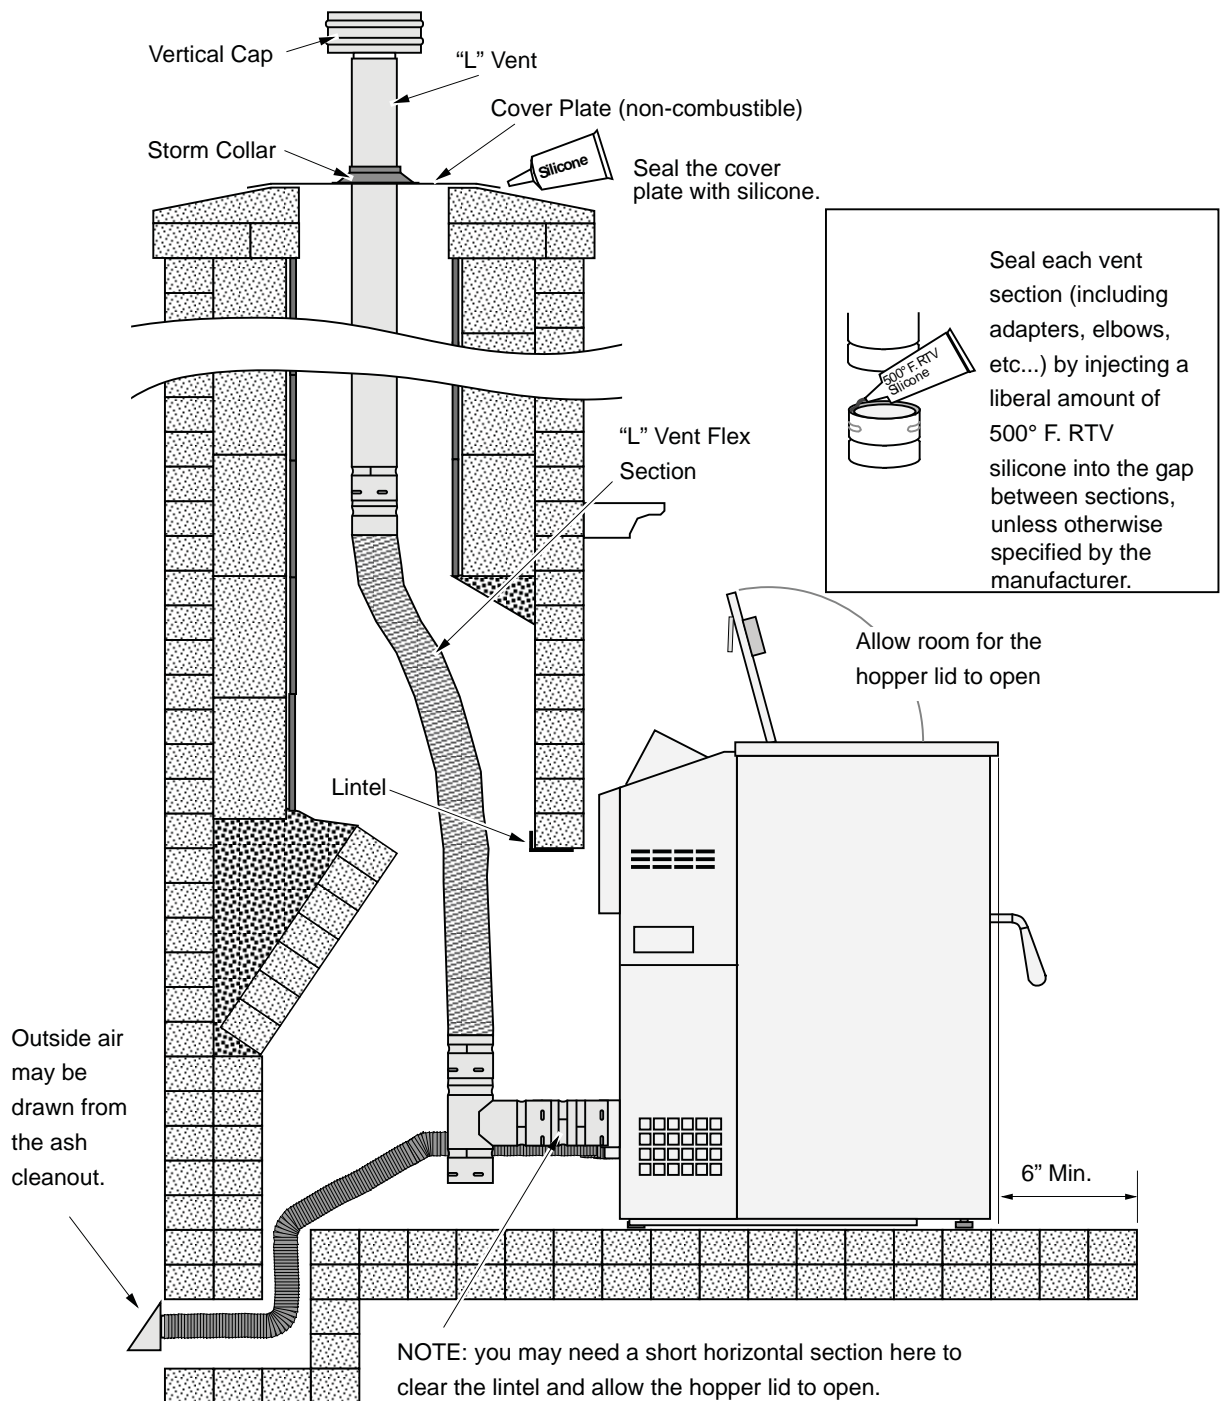 Vertical Cap
“L” Vent
Cover Plate (non-combustible)
Storm Collar
Silicone
Seal the cover
plate with silicone.
Seal each vent
section (including
adapters, elbows,
etc...) by injecting a
liberal amount of
500° F. RTV
silicone into the gap
between sections,
unless otherwise
specified by the
manufacturer.
500° F.RTV
Silicone
“L” Vent Flex
Section
Allow room for the
hopper lid to open
Lintel
Outside air
may be
drawn from
the ash
cleanout.
6” Min.
NOTE: you may need a short horizontal section here to
clear the lintel and allow the hopper lid to open.